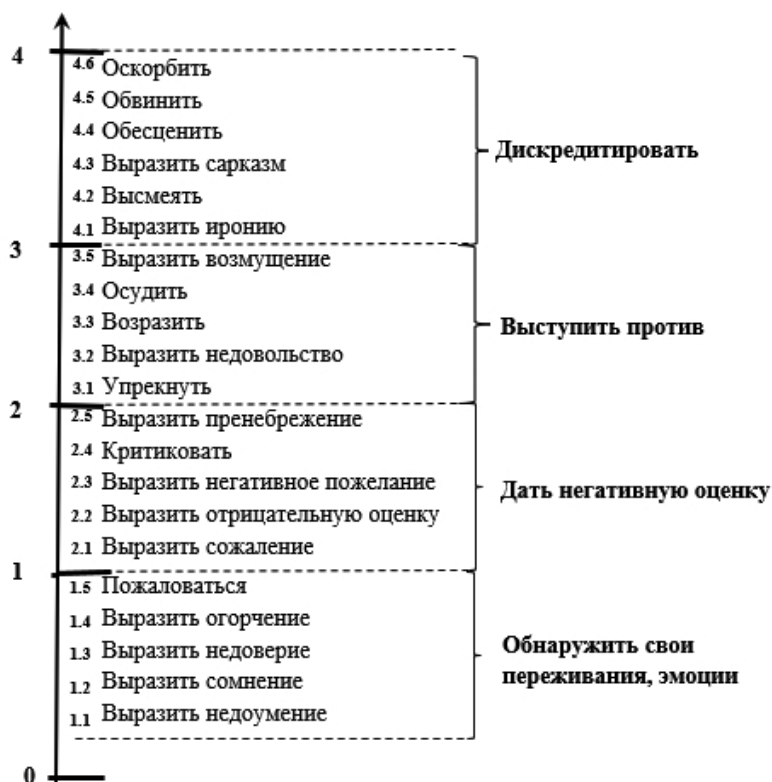 4
4.6 Оскорбить
4.5 Обвинить
4.4 Обесценить
4.3 Выразить сарказм
4.2 Высмеять
4.1 Выразить иронию
Дискредитировать
3
3.5 Выразить возмущение
3.4 Осудить
3.3 Возразить
3.2 Выразить недовольство
3.1 Упрекнуть
Выступить против
2
2.5 Выразить пренебрежение
2.4 Критиковать
2.3 Выразить негативное пожелание
2.2 Выразить отрицательную оценку
2.1 Выразить сожаление
Дать негативную оценку
1
1.5 Пожаловаться
1.4 Выразить огорчение
1.3 Выразить недоверие
1.2 Выразить сомнение
1.1 Выразить недоумение
Обнаружить свои
переживания, эмоции
0